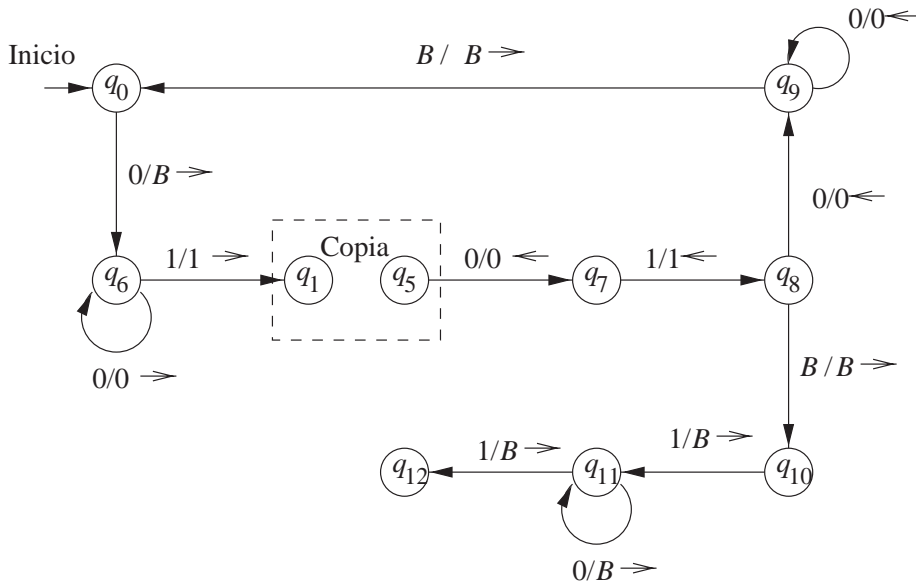 0/0 ←
B / B →
Inicio
q0
q9
0/B →
0/0 ←
Copia
1/1 →
0/0 ←
1/1 ←
q6
q1
q5
q7
q8
0/0 →
B / B →
1/B →
1/B →
q12
q11
q10
0/B →